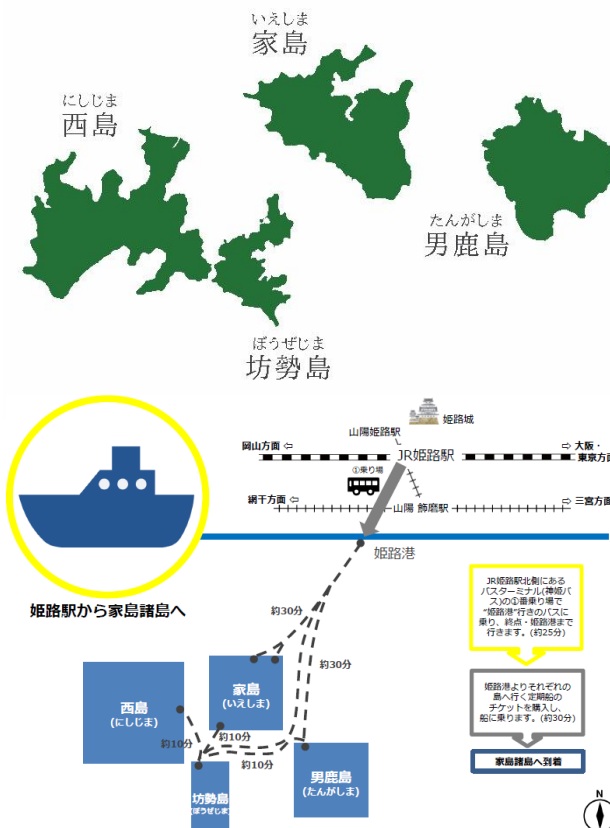 いえしま
家島
にしじま
西島
たんがしま
男鹿島
ぼうぜじま
坊勢島
姫路城
山陽姫路駅
岡山方面 ⇦
JR姫路駅
⇨ 大阪・
東京方面
①乗り場
網干方面 ⇦
山陽 飾磨駅
⇨ 三宮方面
姫路港
姫路駅から家島諸島へ
約30分
約30分
JR姫路駅北側にある
バスターミナル(神姫バ
ス)の①番乗り場で
"姫路港"行きのバスに
乗り、終点・姫路港まで
行きます。(約25分)
姫路港よりそれぞれの
島へ行く定期船の
チケットを購入し、
船に乗ります。(約30分)
家島諸島へ到着
西島
(にしじま)
家島
(いえしま)
約10分
約10分
約10分
男鹿島
(たんがしま)
坊勢島
(ぼうぜじま)
N